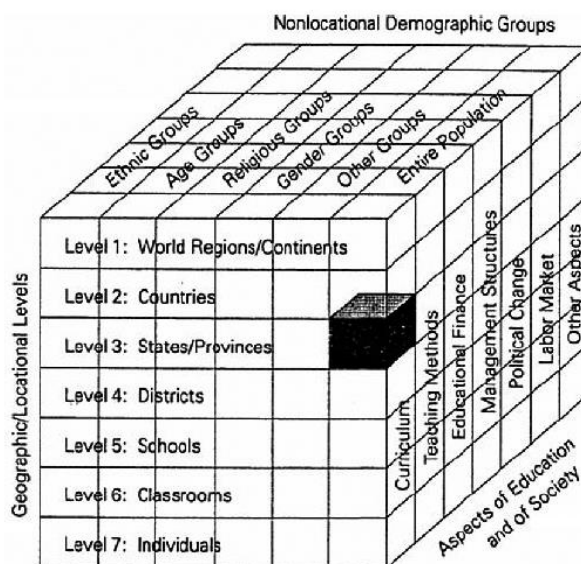 Nonlocational Demographic Groups
Ethnic Groups
Age Groups
Religious Groups
Gender Groups
Other Groups
Entire Population
Geographic/Locational Levels
Level 1: World Regions/Continents
Level 2: Countries
Level 3: States/Provinces
Level 4: Districts
Level 5: Schools
Level 6: Classrooms
Level 7: Individuals
Curriculum
Teaching Methods
Educational Finance
Management Structures
Political Change
Labor Market
Other Aspects
Aspects of Education
and of Society